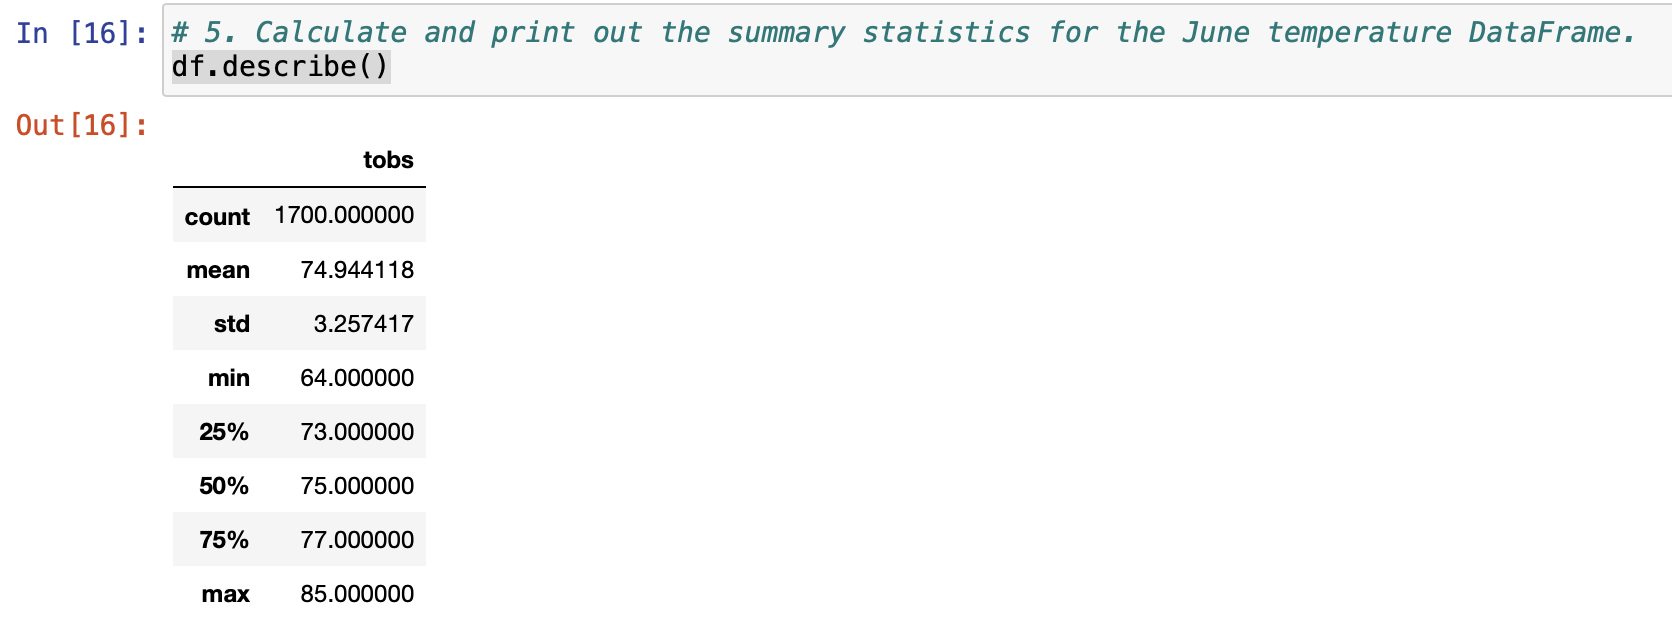 In [16]: # 5. Calculate and print out the summary statistics for the June temperature DataFrame.
df.describe()
Out[16]:
tobs
count 1700.000000
mean 74.944118
std 3.257417
min 64.000000
25% 73.000000
50% 75.000000
75% 77.000000
max 85.000000